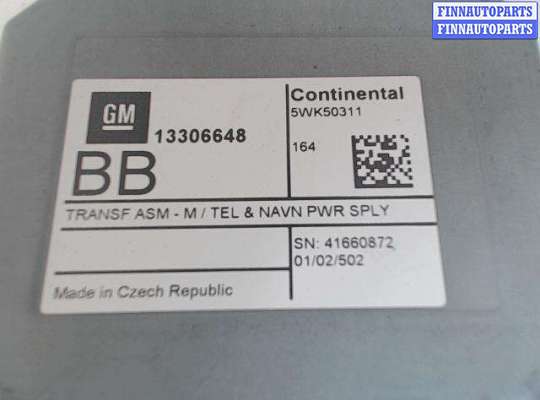 FINNAUTOPARTS
FINNAUTOPARTS
GM
13306648
BB
Continental
5WK50311
164
TRANSF ASM - M / TEL & NAVN PWR SPLY
SN: 41660872
01/02/502
Made in Czech Republic